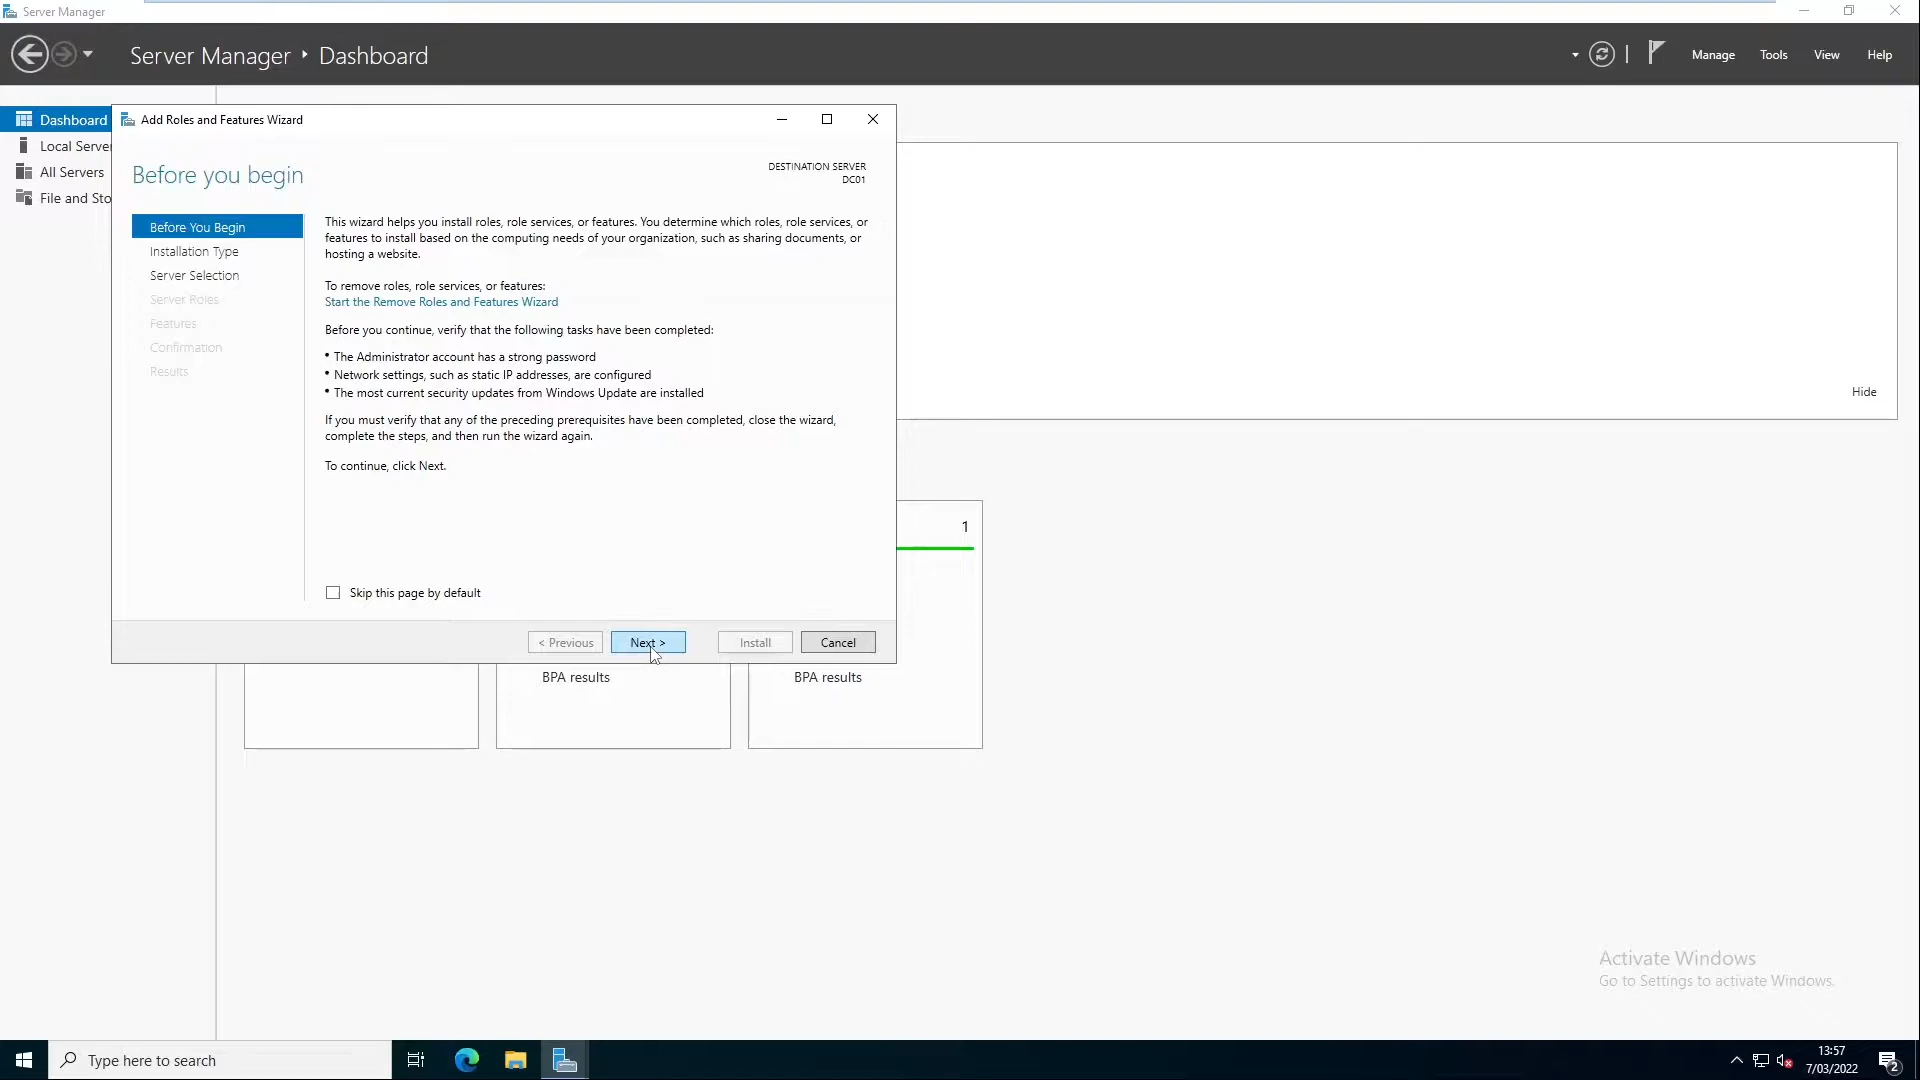 Server Manager
Server Manager ‣ Dashboard
Manage
Tools
View
Help
Dashboard
Local Server
All Servers
File and Sto
Add Roles and Features Wizard
Before you begin
DESTINATION SERVER
DC01
Before You Begin
Installation Type
Server Selection
Server Roles
Features
Confirmation
Results
This wizard helps you install roles, role services, or features. You determine which roles, role services, or
features to install based on the computing needs of your organization, such as sharing documents, or
hosting a website.
To remove roles, role services, or features:
Start the Remove Roles and Features Wizard
Before you continue, verify that the following tasks have been completed:
• The Administrator account has a strong password
• Network settings, such as static IP addresses, are configured
• The most current security updates from Windows Update are installed
If you must verify that any of the preceding prerequisites have been completed, close the wizard,
complete the steps, and then run the wizard again.
To continue, click Next.
Skip this page by default
< Previous
Next >
Install
Cancel
Hide
1
BPA results
BPA results
Activate Windows
Go to Settings to activate Windows.
Type here to search
13:57
7/03/2022
2